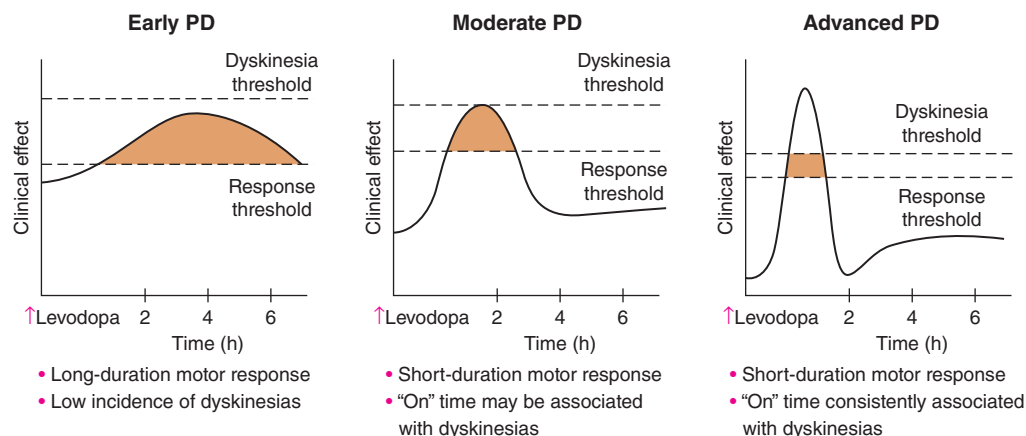 Early PD
Dyskinesia
threshold
Clinical effect
Response
threshold
↑Levodopa 2 4 6
Time (h)
• Long-duration motor response
• Low incidence of dyskinesias
Moderate PD
Dyskinesia
threshold
Clinical effect
Response
threshold
↑Levodopa 2 4 6
Time (h)
• Short-duration motor response
• “On” time may be associated
with dyskinesias
Advanced PD
Dyskinesia
threshold
Clinical effect
Response
threshold
↑Levodopa 2 4 6
Time (h)
• Short-duration motor response
• “On” time consistently associated
with dyskinesias